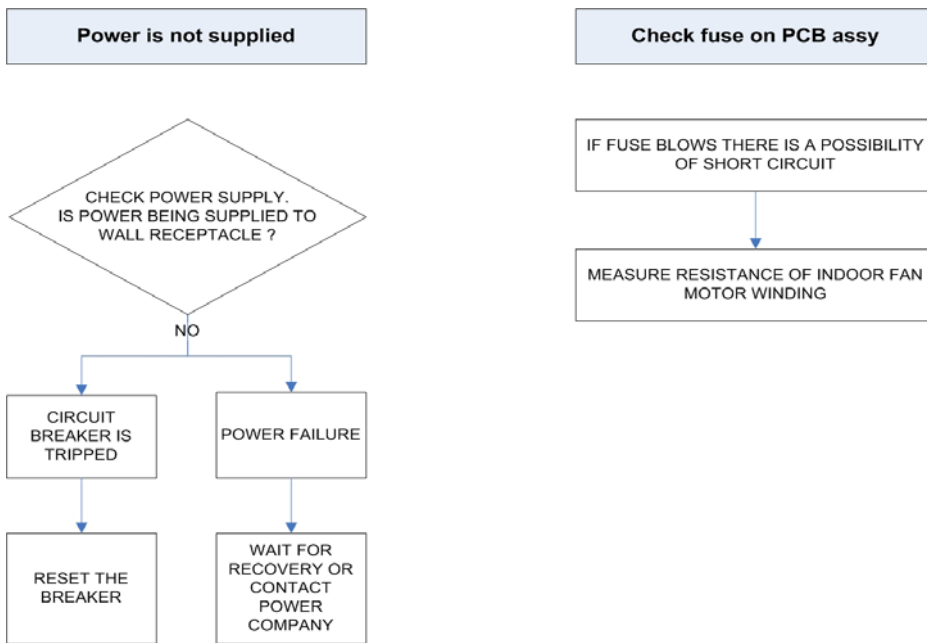 Power is not supplied
CHECK POWER SUPPLY.
IS POWER BEING SUPPLIED TO
WALL RECEPTACLE ?
NO
CIRCUIT
BREAKER IS
TRIPPED
POWER FAILURE
RESET THE
BREAKER
WAIT FOR
RECOVERY OR
CONTACT
POWER
COMPANY
Check fuse on PCB assy
IF FUSE BLOWS THERE IS A POSSIBILITY
OF SHORT CIRCUIT
MEASURE RESISTANCE OF INDOOR FAN
MOTOR WINDING